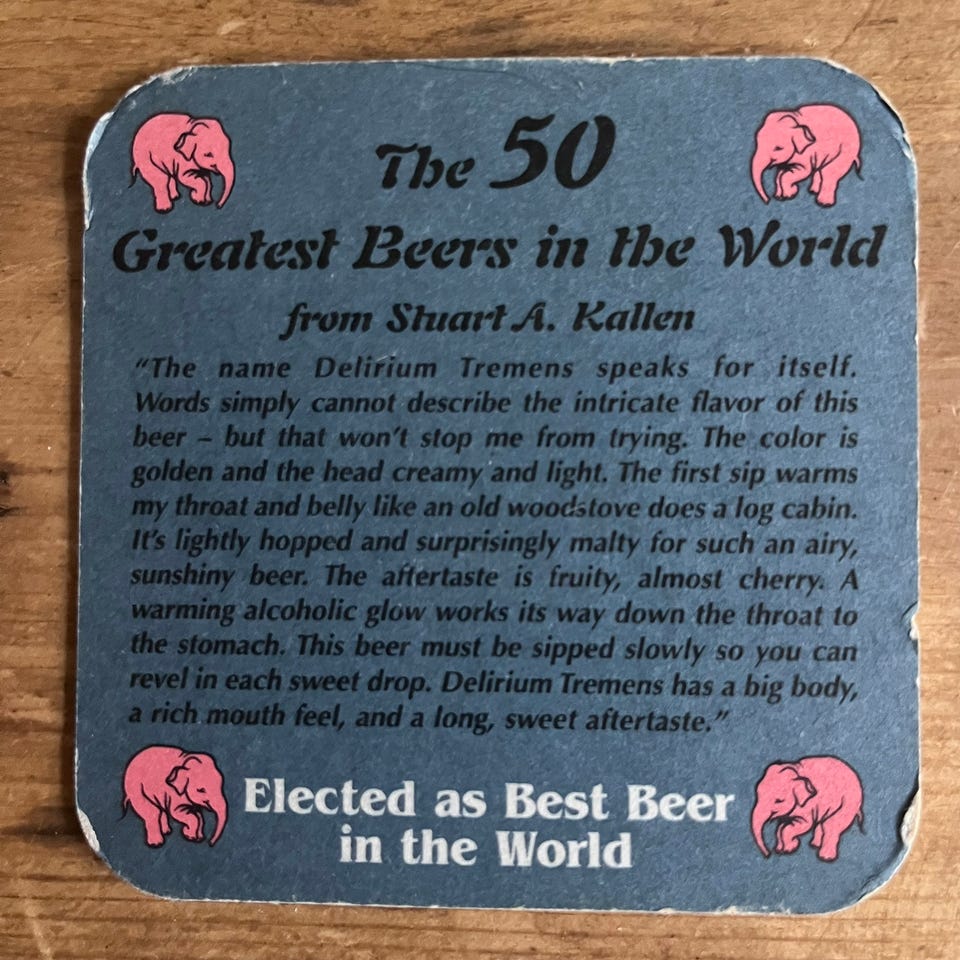 The 50
Greatest Beers in the World
from Stuart A. Kallen
“The name Delirium Tremens speaks for itself.
Words simply cannot describe the intricate flavor of this
beer – but that won’t stop me from trying. The color is
golden and the head creamy and light. The first sip warms
my throat and belly like an old woodstove does a log cabin.
It’s lightly hopped and surprisingly malty for such an airy,
sunshiny beer. The aftertaste is fruity, almost cherry. A
warming alcoholic glow works its way down the throat to
the stomach. This beer must be sipped slowly so you can
revel in each sweet drop. Delirium Tremens has a big body,
a rich mouth feel, and a long, sweet aftertaste.”
Elected as Best Beer
in the World